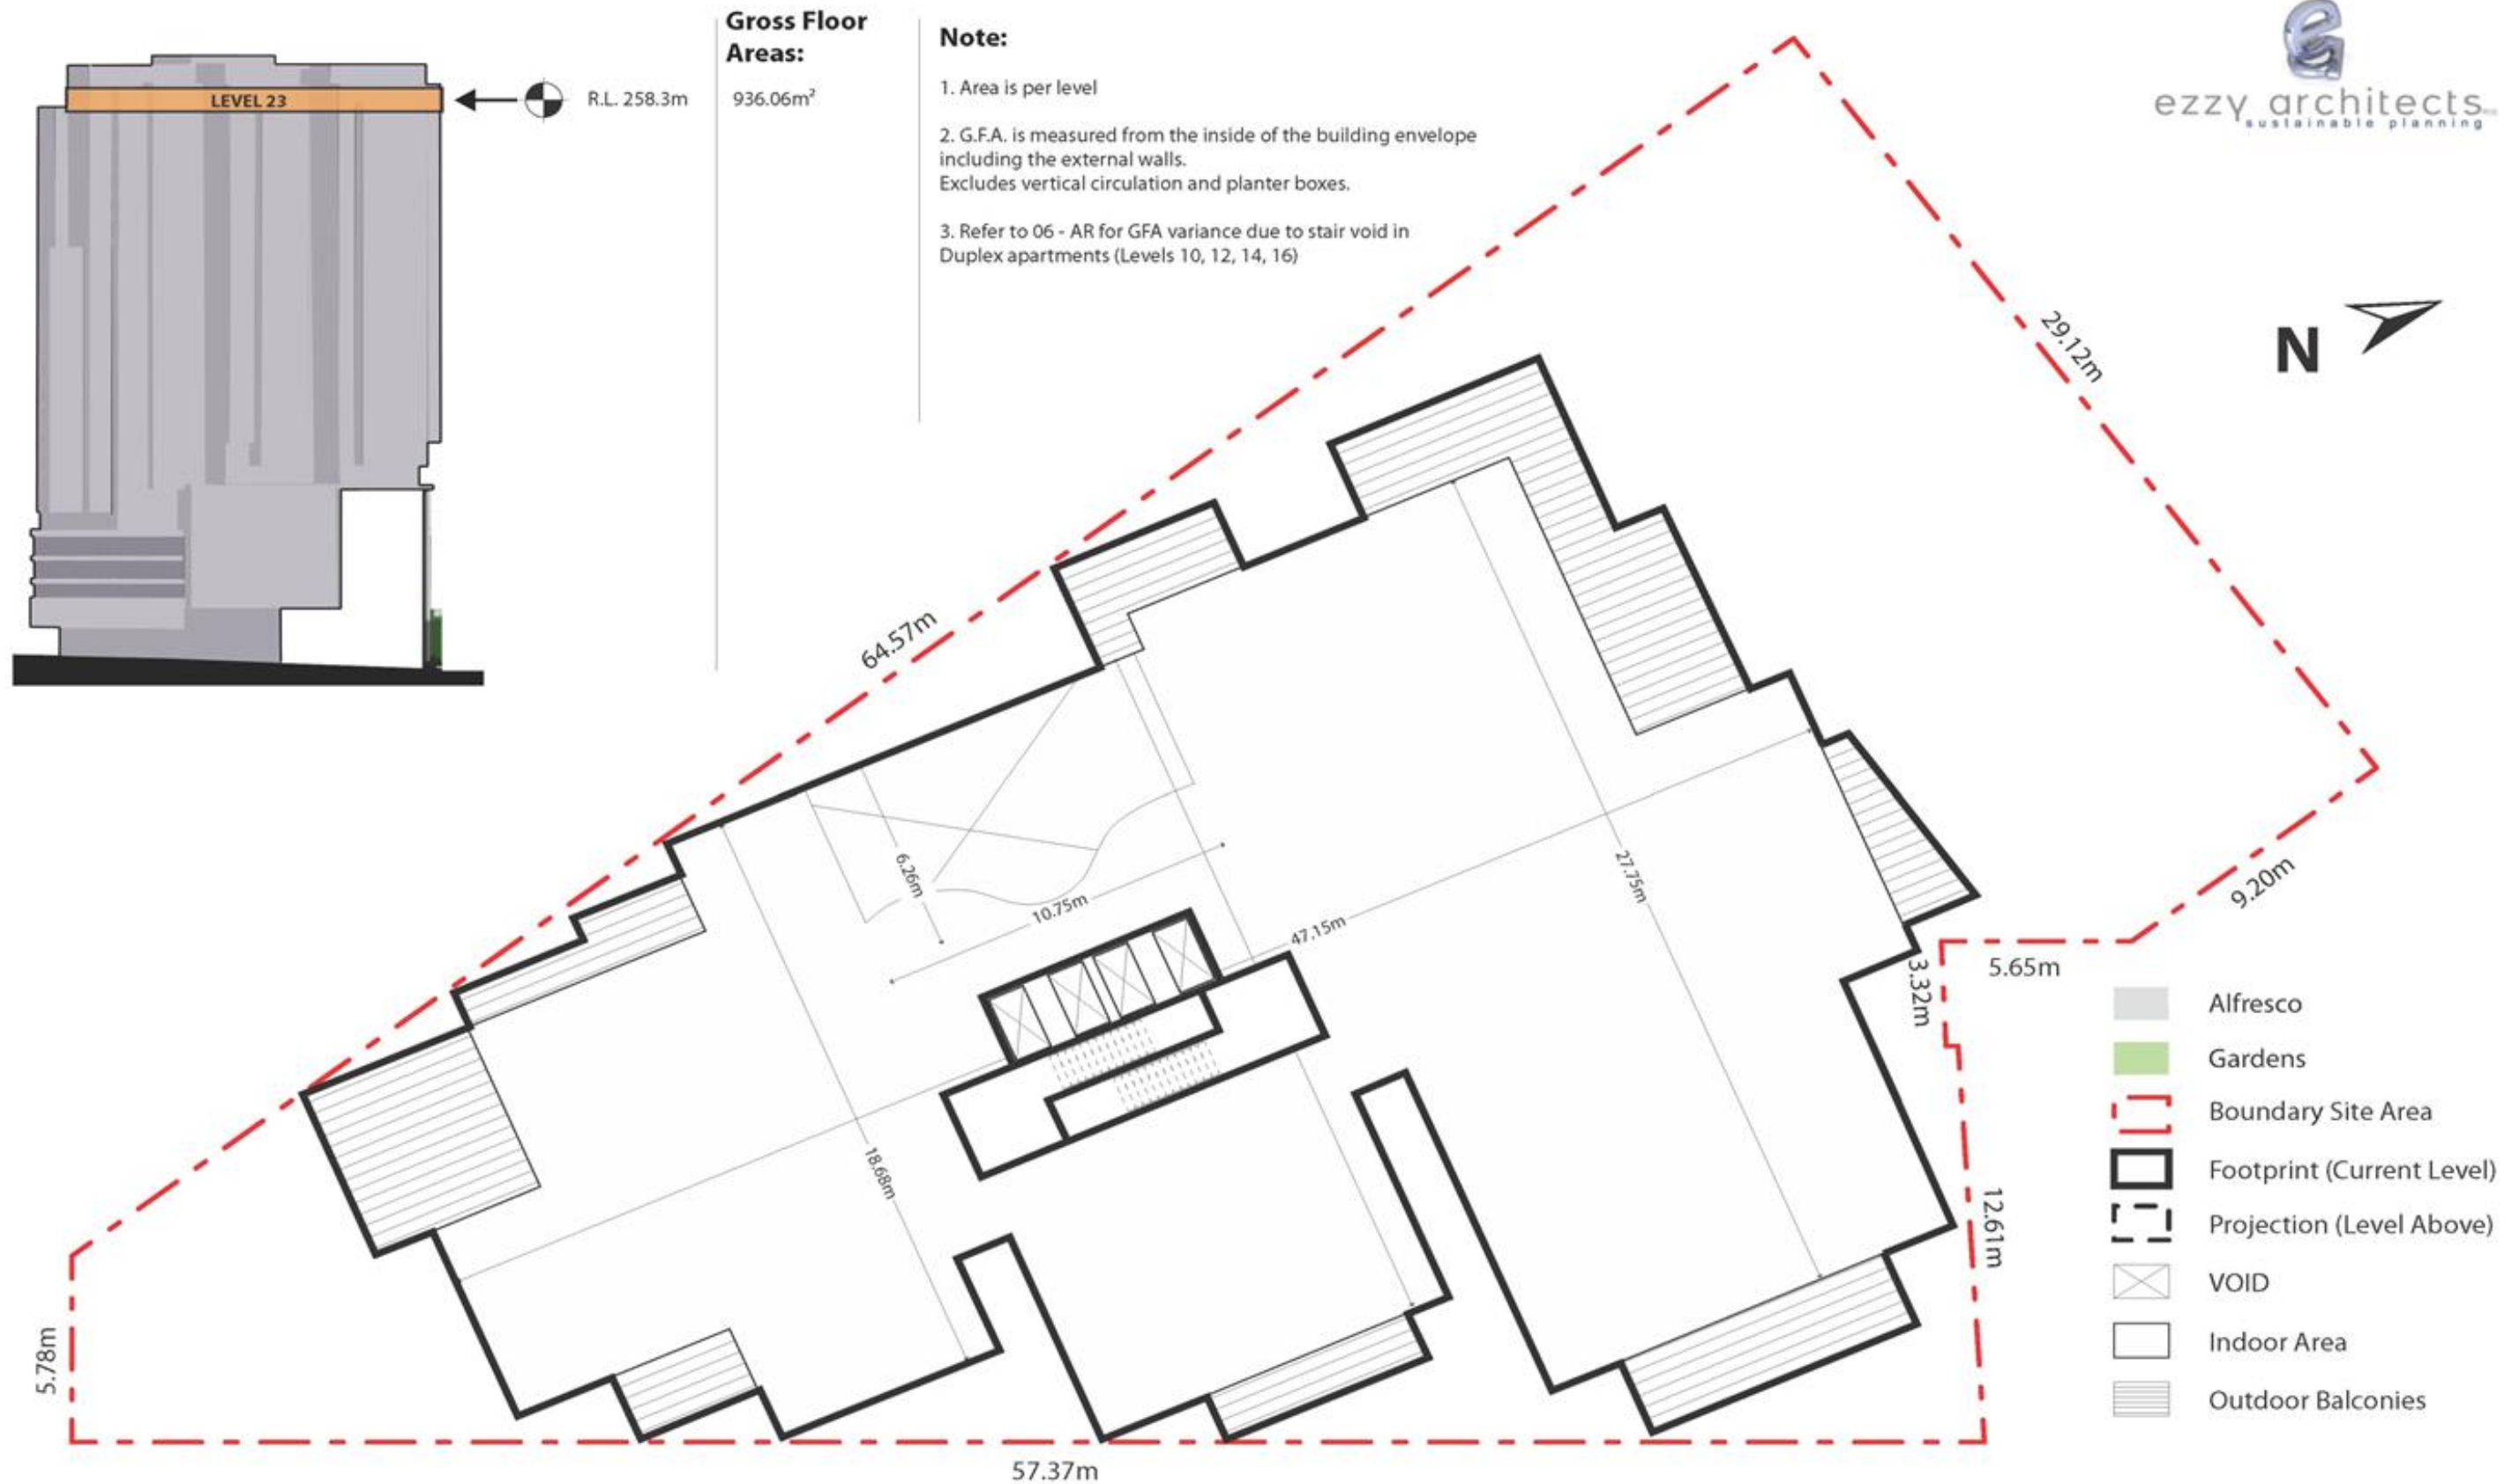 LEVEL 23
R.L. 258.3m
Gross Floor
Areas:
936.06m²
Note:
1. Area is per level
2. G.F.A. is measured from the inside of the building envelope
including the external walls.
Excludes vertical circulation and planter boxes.
3. Refer to 06 - AR for GFA variance due to stair void in
Duplex apartments (Levels 10, 12, 14, 16)
ezzy architects
sustainable planning
29.12m
N
64.57m
6.26m
10.75m
47.15m
27.75m
18.68m
9.20m
5.65m
3.32m
12.61m
5.78m
57.37m
Alfresco
Gardens
Boundary Site Area
Footprint (Current Level)
Projection (Level Above)
VOID
Indoor Area
Outdoor Balconies